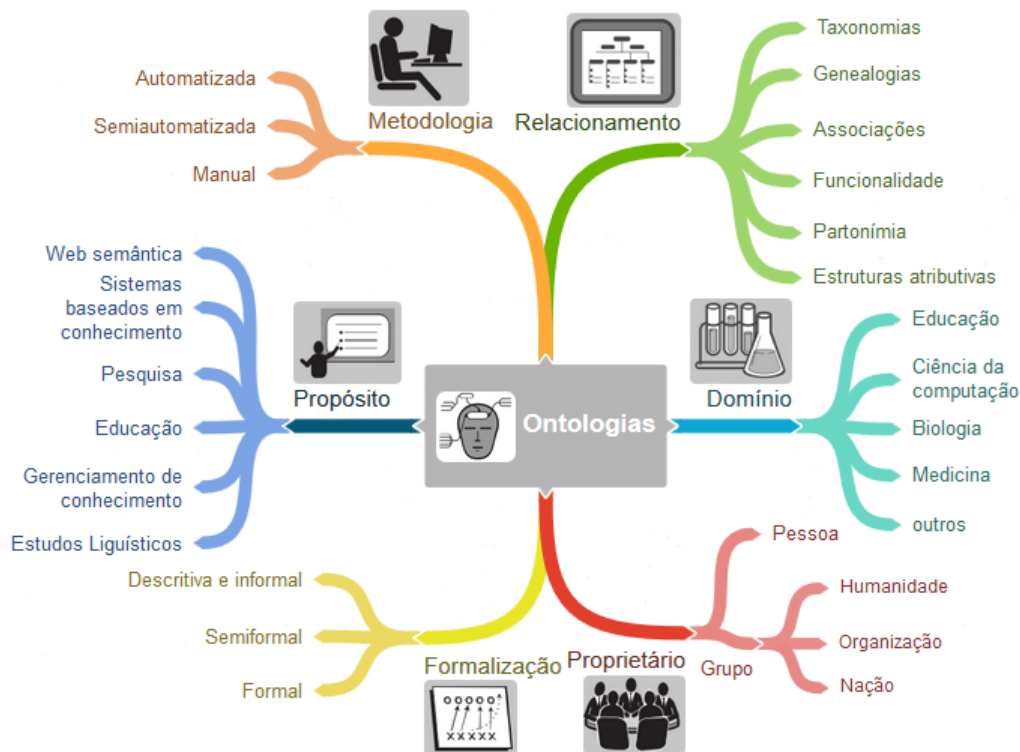 Ontologias
Metodologia
Automatizada
Semiautomatizada
Manual
Relacionamento
Taxonomias
Genealogias
Associações
Funcionalidade
Partonímia
Estruturas atributivas
Propósito
Web semântica
Sistemas
baseados em
conhecimento
Pesquisa
Educação
Gerenciamento de
conhecimento
Estudos Liguísticos
Domínio
Educação
Ciência da
computação
Biologia
Medicina
outros
Formalização
Descritiva e informal
Semiformal
Formal
Proprietário
Pessoa
Grupo
Humanidade
Organização
Nação